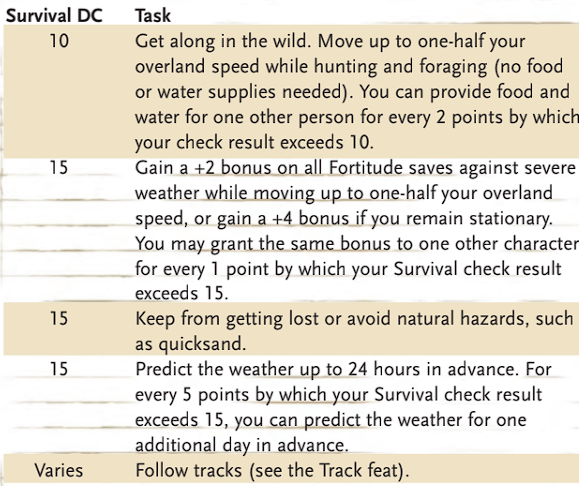 Survival DC Task
10 Get along in the wild. Move up to one-half your
overland speed while hunting and foraging (no food
or water supplies needed). You can provide food and
water for one other person for every 2 points by which
your check result exceeds 10.
15 Gain a +2 bonus on all Fortitude saves against severe
weather while moving up to one-half your overland
speed, or gain a +4 bonus if you remain stationary.
You may grant the same bonus to one other character
for every 1 point by which your Survival check result
exceeds 15.
15 Keep from getting lost or avoid natural hazards, such
as quicksand.
15 Predict the weather up to 24 hours in advance. For
every 5 points by which your Survival check result
exceeds 15, you can predict the weather for one
additional day in advance.
Varies Follow tracks (see the Track feat).